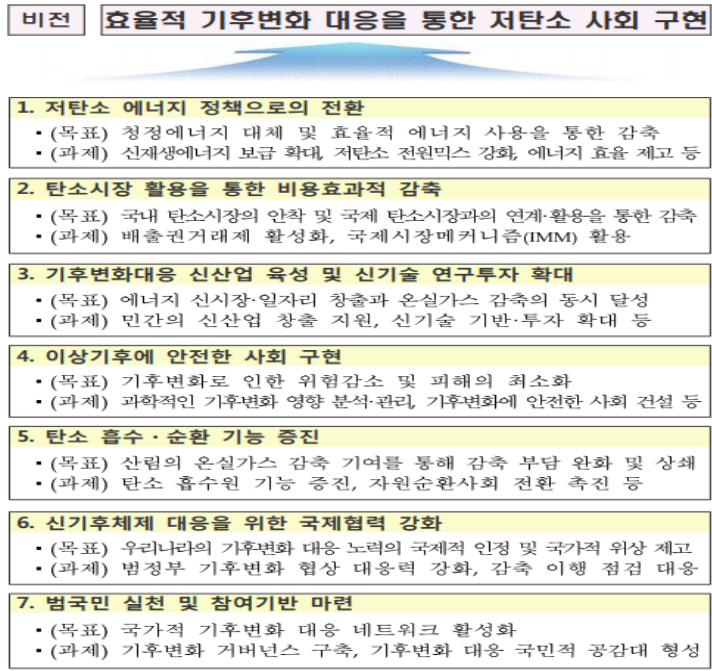 비전 효율적 기후변화 대응을 통한 저탄소 사회 구현
1. 저탄소 에너지 정책으로의 전환
▪ (목표) 청정에너지 대체 및 효율적 에너지 사용을 통한 감축
▪ (과제) 신재생에너지 보급 확대, 저탄소 전원믹스 강화, 에너지 효율 제고 등
2. 탄소시장 활용을 통한 비용효과적 감축
▪ (목표) 국내 탄소시장의 안착 및 국제 탄소시장과의 연계·활용을 통한 감축
▪ (과제) 배출권거래제 활성화, 국제시장메커니즘(IMM) 활용
3. 기후변화대응 신산업 육성 및 신기술 연구투자 확대
▪ (목표) 에너지 신시장·일자리 창출과 온실가스 감축의 동시 달성
▪ (과제) 민간의 신산업 창출 지원, 신기술 기반·투자 확대 등
4. 이상기후에 안전한 사회 구현
▪ (목표) 기후변화로 인한 위험감소 및 피해의 최소화
▪ (과제) 과학적인 기후변화 영향 분석·관리, 기후변화에 안전한 사회 건설 등
5. 탄소 흡수·순환 기능 증진
▪ (목표) 산림의 온실가스 감축 기여를 통해 감축 부담 완화 및 상쇄
▪ (과제) 탄소 흡수원 기능 증진, 자원순환사회 전환 촉진 등
6. 신기후체제 대응을 위한 국제협력 강화
▪ (목표) 우리나라의 기후변화 대응 노력의 국제적 인정 및 국가적 위상 제고
▪ (과제) 범정부 기후변화 협상 대응력 강화, 감축 이행 점검 대응
7. 범국민 실천 및 참여기반 마련
▪ (목표) 국가적 기후변화 대응 네트워크 활성화
▪ (과제) 기후변화 거버넌스 구축, 기후변화 대응 국민적 공감대 형성